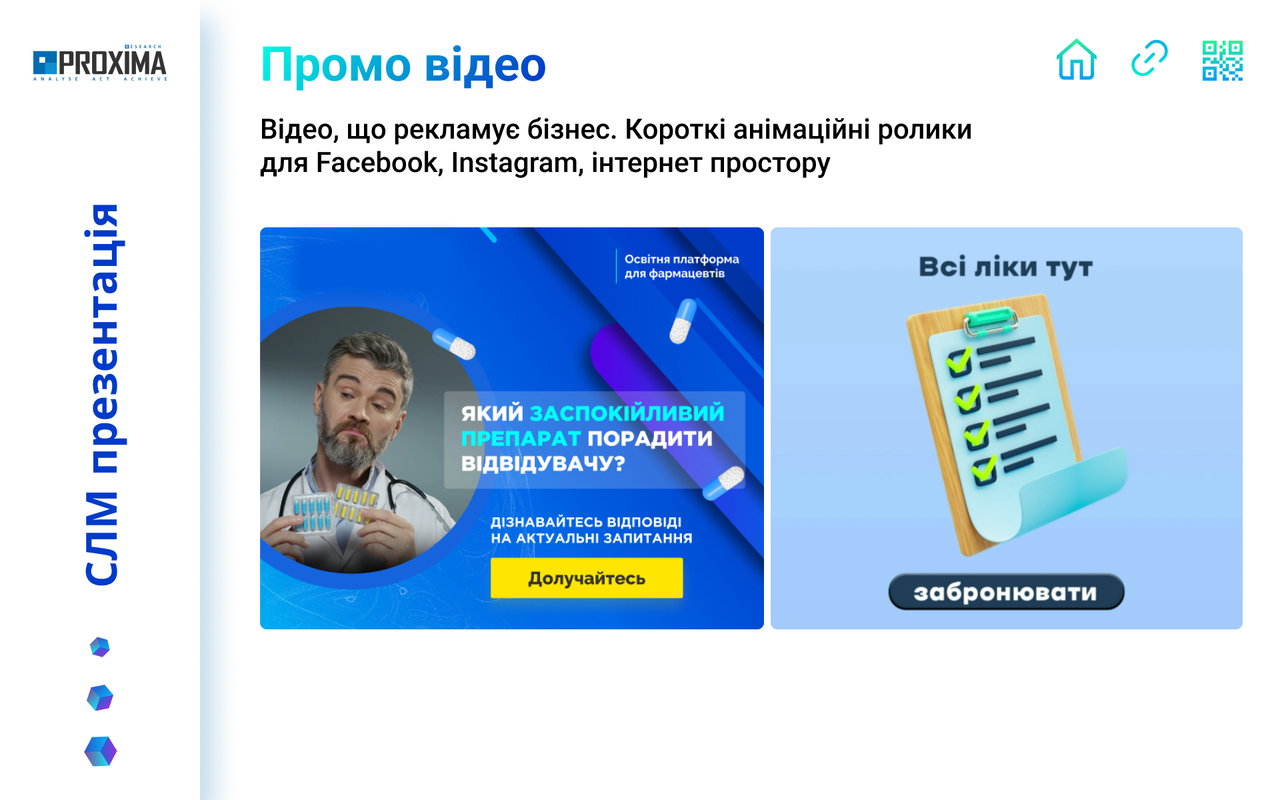 RESEARCH
PROXIMA
ANALYSE ACT ACHIEVE
СЛМ презентація
Промо відео
Відео, що рекламує бізнес. Короткі анімаційні ролики
для Facebook, Instagram, інтернет простору
Освітня платформа
для фармацевтів
ЯКИЙ ЗАСПОКІЙЛИВИЙ
ПРЕПАРАТ ПОРАДИТИ
ВІДВІДУВАЧУ?
ДІЗНАВАЙТЕСЬ ВІДПОВІДІ
НА АКТУАЛЬНІ ЗАПИТАННЯ
Долучайтесь
Всі ліки тут
забронювати